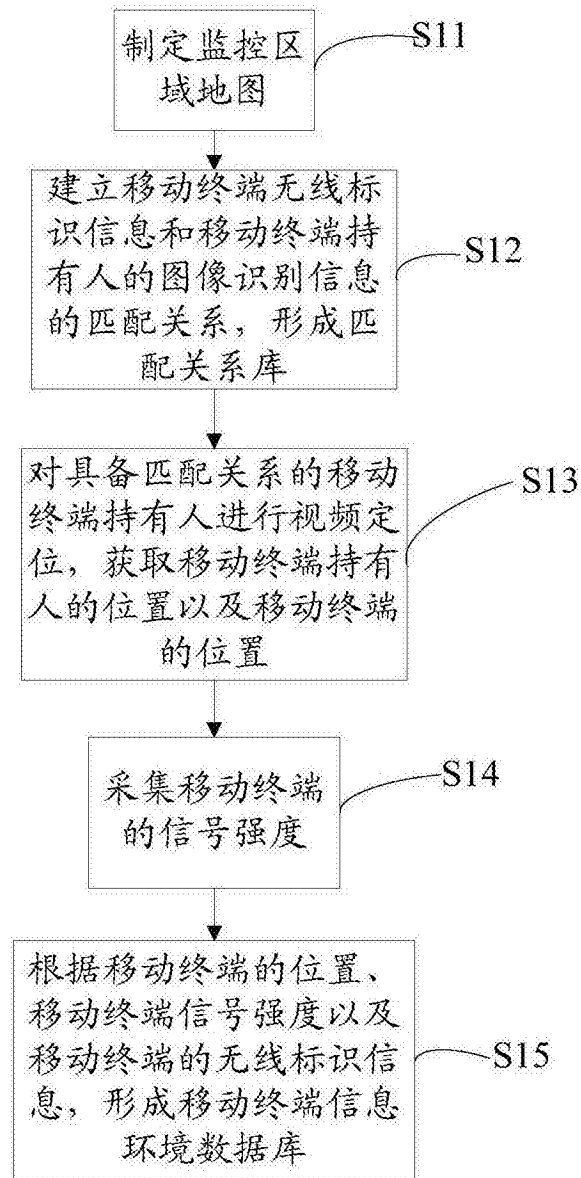 制定监控区
域地图
S11
建立移动终端无线标
识信息和移动终端持
有人的图像识别信息
的匹配关系，形成匹
配关系库
S12
对具备匹配关系的移动
终端持有人进行视频定
位，获取移动终端持有
人的位置以及移动终端
的位置
S13
采集移动终端
的信号强度
S14
根据移动终端的位置、
移动终端信号强度以及
移动终端的无线标识信
息，形成移动终端信息
环境数据库
S15